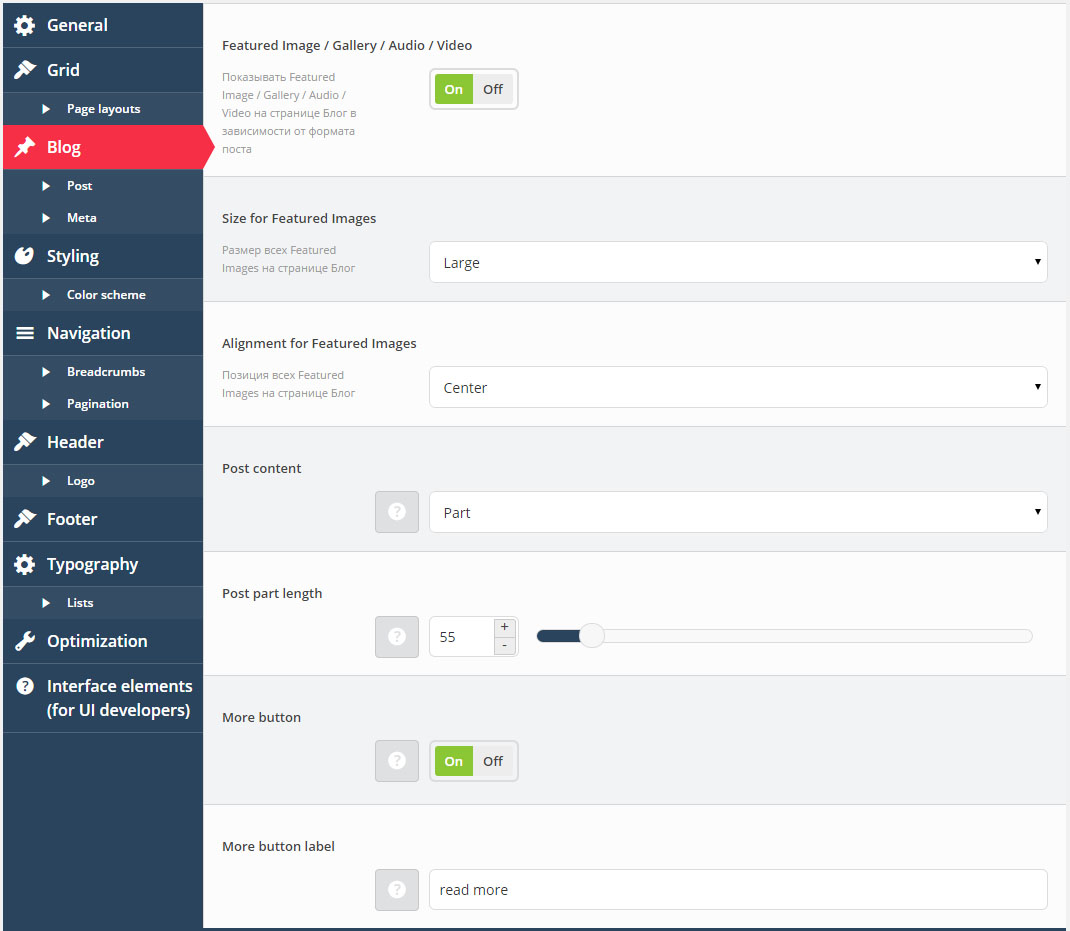 General
Grid
Page layouts
Blog
Post
Meta
Styling
Color scheme
Navigation
Breadcrumbs
Pagination
Header
Logo
Footer
Typography
Lists
Optimization
Interface elements
(for UI developers)
Featured Image / Gallery / Audio / Video
Показывать Featured
Image / Gallery / Audio /
Video на странице Блог в
зависимости от формата
поста
On Off
Size for Featured Images
Размер всех Featured
Images на странице Блог
Large
Alignment for Featured Images
Позиция всех Featured
Images на странице Блог
Center
Post content
? Part
Post part length
? 55 + -
More button
? On Off
More button label
? read more